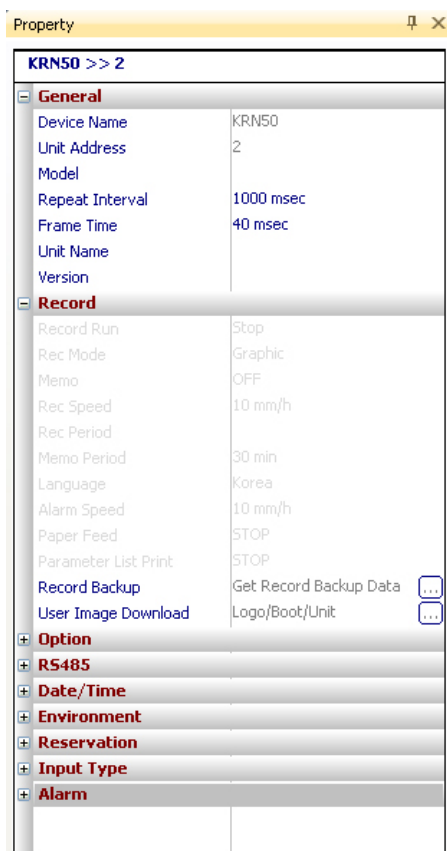 Property
KRN50 >> 2
General
Device Name KRN50
Unit Address 2
Model
Repeat Interval 1000 msec
Frame Time 40 msec
Unit Name
Version
Record
Record Run Stop
Rec Mode Graphic
Memo OFF
Rec Speed 10 mm/h
Rec Period
Memo Period 30 min
Language Korea
Alarm Speed 10 mm/h
Paper Feed STOP
Parameter List Print STOP
Record Backup Get Record Backup Data ...
User Image Download Logo/Boot/Unit ...
Option
RS485
Date/Time
Environment
Reservation
Input Type
Alarm